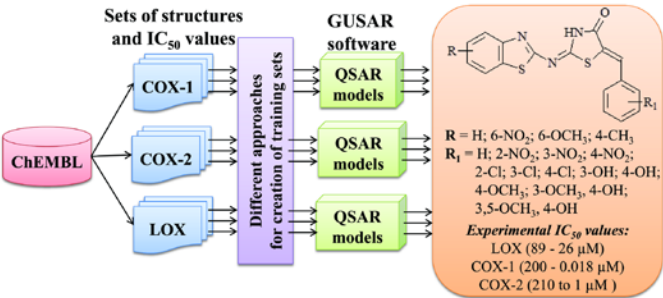 Sets of structures
and IC50 values
GUSAR
software
ChEMBL
COX-1
COX-2
LOX
Different approaches
for creation of training sets
QSAR
models
QSAR
models
QSAR
models
R
N
S
N
HN
O
S
R1
R = H; 6-NO2; 6-OCH3; 4-CH3
R1 = H; 2-NO2; 3-NO2; 4-NO2;
2-Cl; 3-Cl; 4-Cl; 3-OH; 4-OH;
4-OCH3; 3-OCH3, 4-OH;
3,5-OCH3, 4-OH
Experimental IC50 values:
LOX (89 - 26 μM)
COX-1 (200 - 0.018 μM)
COX-2 (210 to 1 μM )